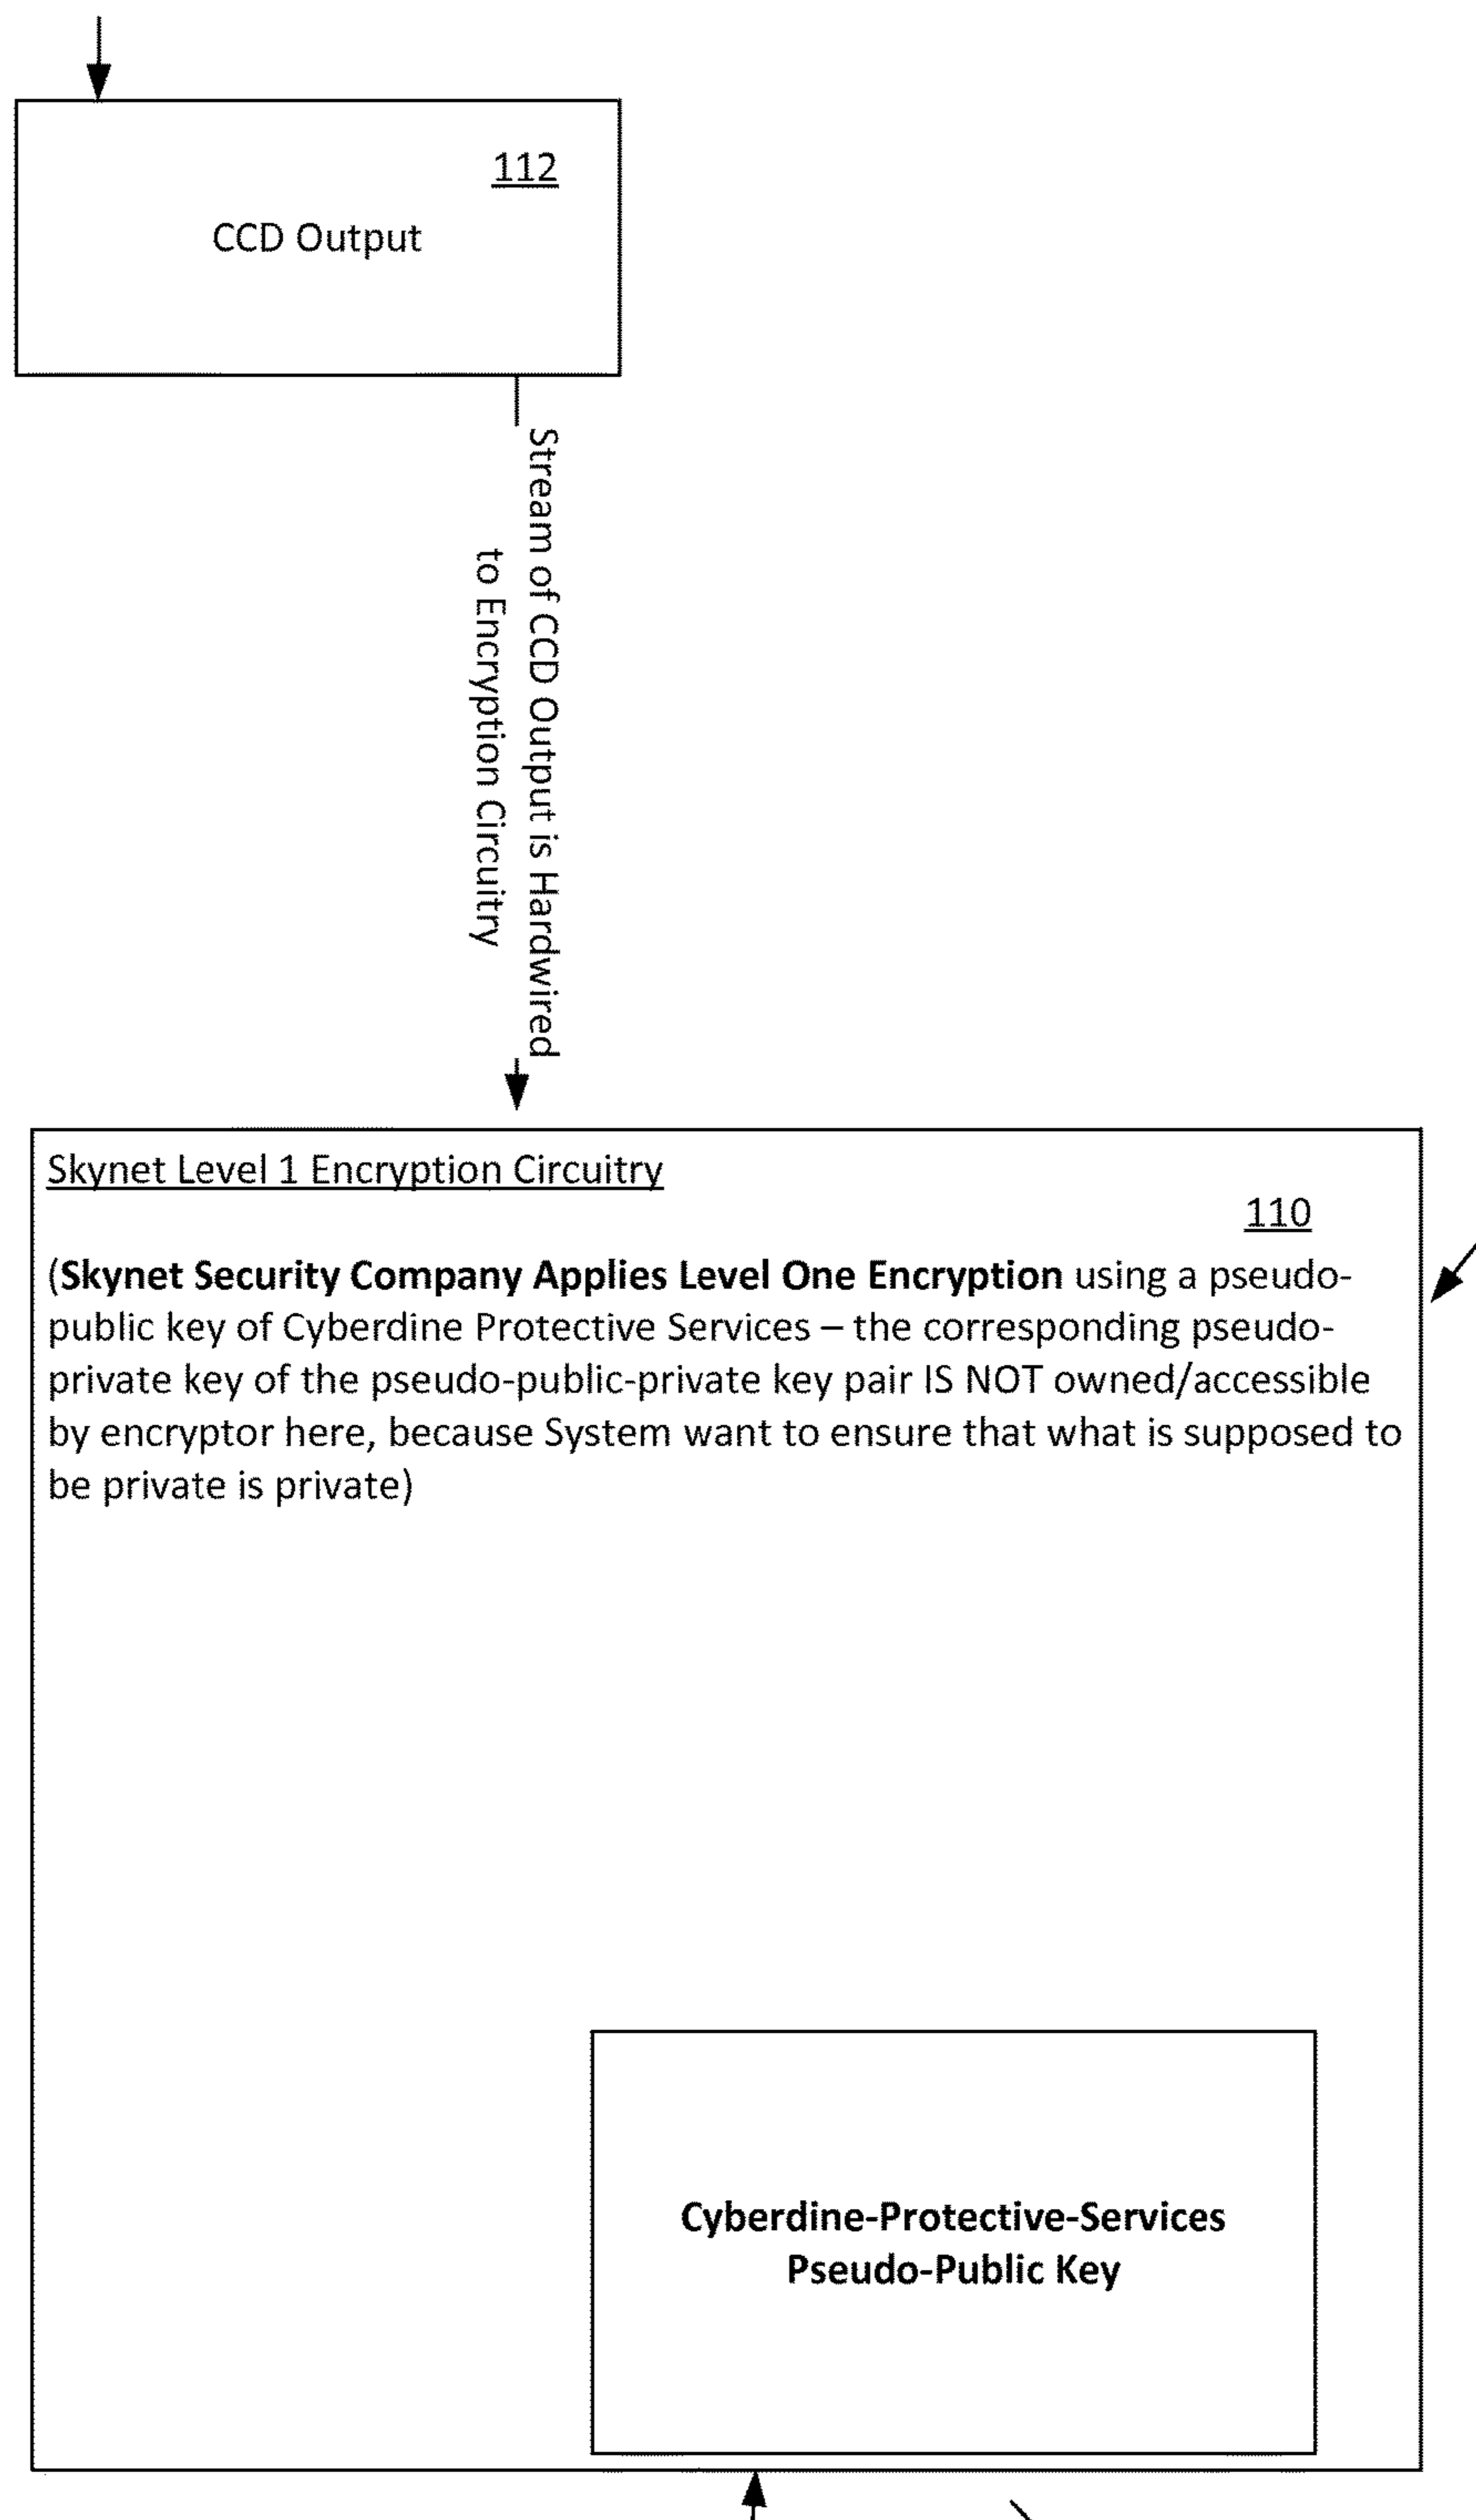 112
CCD Output
Stream of CCD Output is Hardwired
to Encryption Circuitry
Skynet Level 1 Encryption Circuitry
110
(Skynet Security Company Applies Level One Encryption using a pseudo-
public key of Cyberdine Protective Services – the corresponding pseudo-
private key of the pseudo-public-private key pair IS NOT owned/accessible
by encryptor here, because System want to ensure that what is supposed to
be private is private)
Cyberdine-Protective-Services
Pseudo-Public Key